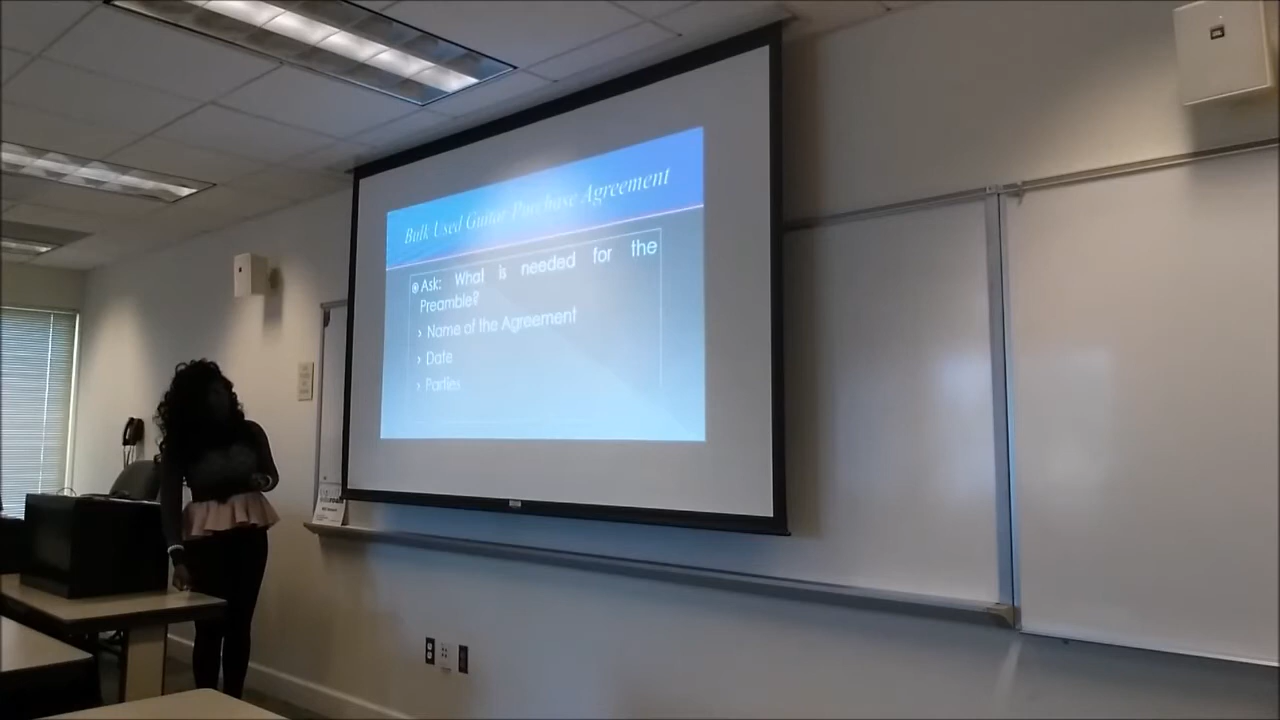 Bulk Used Guitar Purchase Agreement
Ask: What is needed for the
Preamble?
Name of the Agreement
Date
Parties